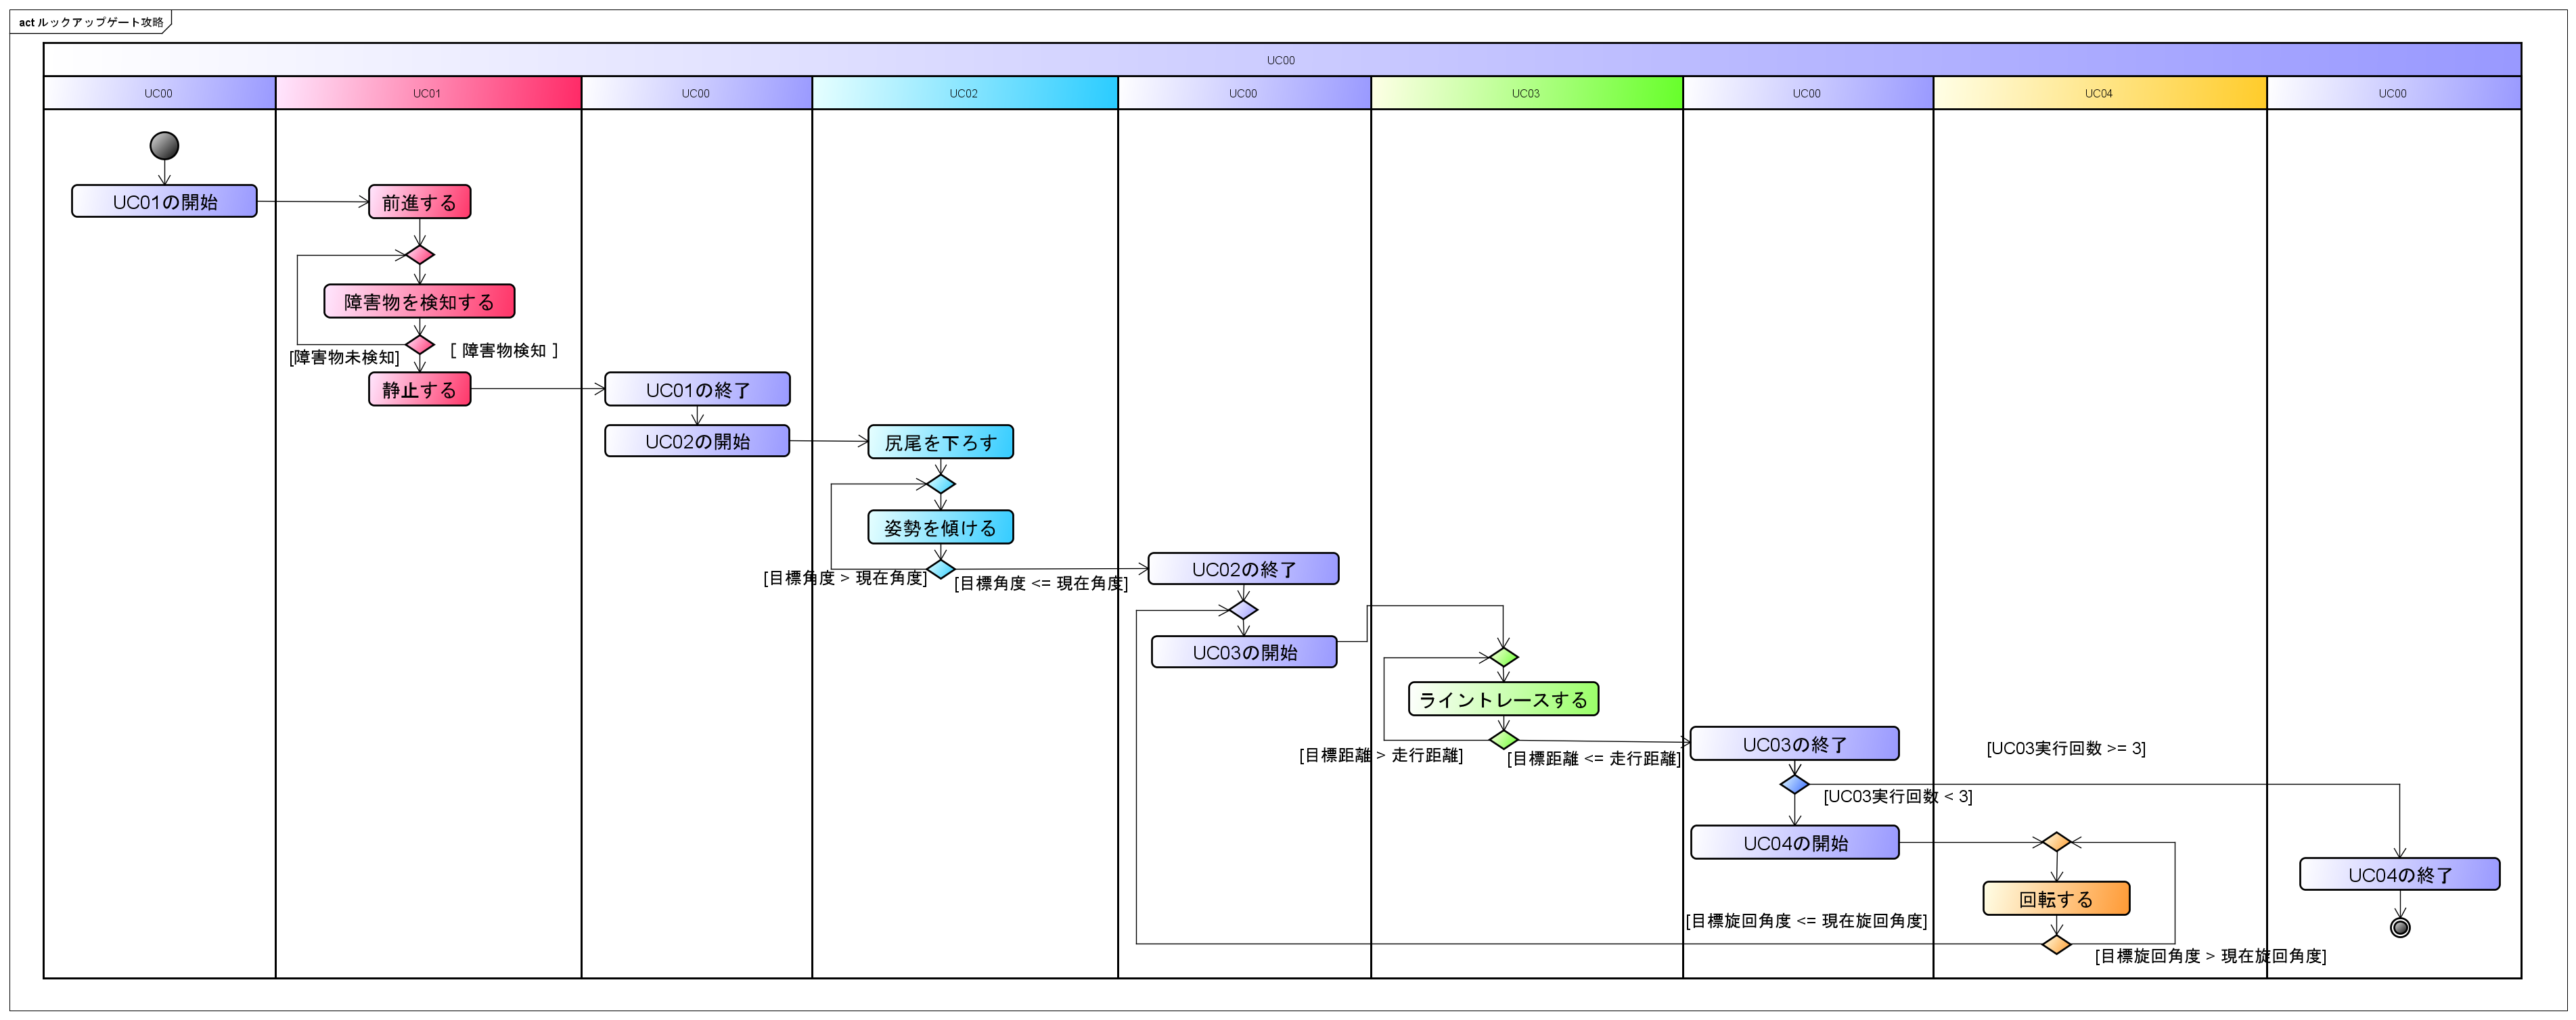 act ルックアップゲート攻略
UC00
UC00
UC01
UC00
UC02
UC00
UC03
UC00
UC04
UC00
UC01の開始
前進する
障害物を検知する
[障害物未検知]
[ 障害物検知 ]
静止する
UC01の終了
UC02の開始
尻尾を下ろす
姿勢を傾ける
[目標角度 > 現在角度]
[目標角度 <= 現在角度]
UC02の終了
UC03の開始
ライントレースする
[目標距離 > 走行距離]
[目標距離 <= 走行距離]
UC03の終了
[UC03実行回数 >= 3]
[UC03実行回数 < 3]
UC04の開始
回転する
[目標旋回角度 <= 現在旋回角度]
[目標旋回角度 > 現在旋回角度]
UC04の終了